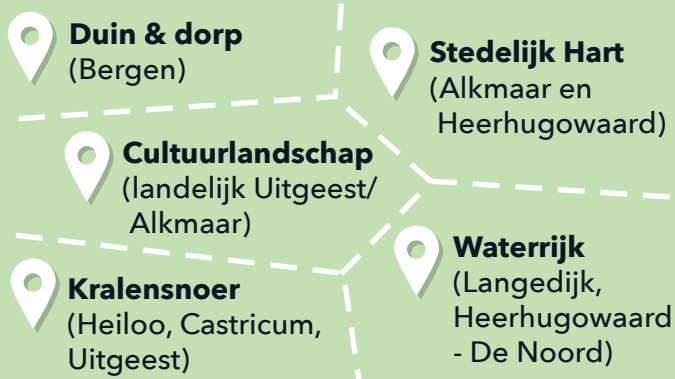 Duin & dorp
(Bergen)
Stedelijk Hart
(Alkmaar en
Heerhugowaard)
Cultuurlandschap
(landelijk Uitgeest/
Alkmaar)
Waterrijk
(Langedijk,
Heerhugowaard
- De Noord)
Kralensnoer
(Heiloo, Castricum,
Uitgeest)